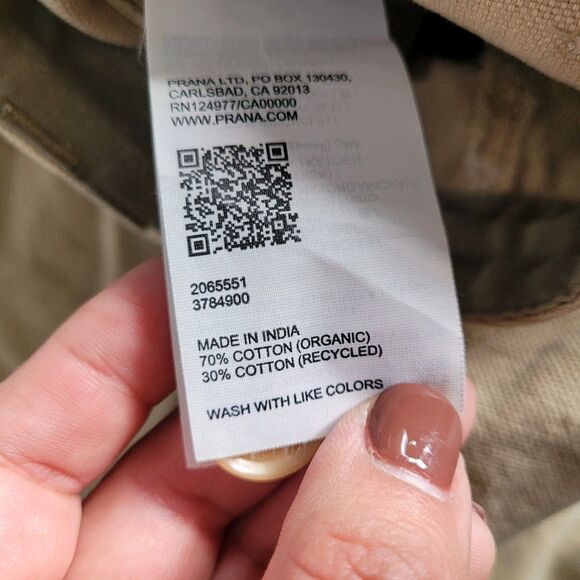 PRANA LTD, PO BOX 130430,
CARLSBAD, CA 92013
RN124977/CA00000
WWW.PRANA.COM
2065551
3784900
MADE IN INDIA
70% COTTON (ORGANIC)
30% COTTON (RECYCLED)
WASH WITH LIKE COLORS